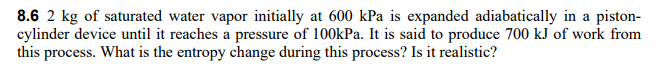 8.6 2 kg of saturated water vapor initially at 600 kPa is expanded adiabatically in a piston-
cylinder device until it reaches a pressure of 100kPa. It is said to produce 700 kJ of work from
this process. What is the entropy change during this process? Is it realistic?